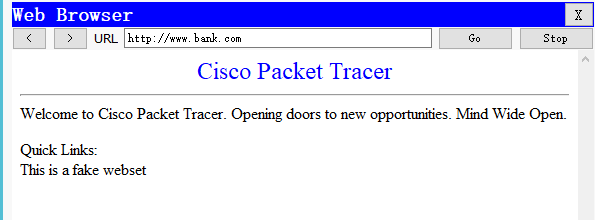 Web Browser X
< > URL http://www.bank.com Go Stop
Cisco Packet Tracer
Welcome to Cisco Packet Tracer. Opening doors to new opportunities. Mind Wide Open.
Quick Links:
This is a fake webset